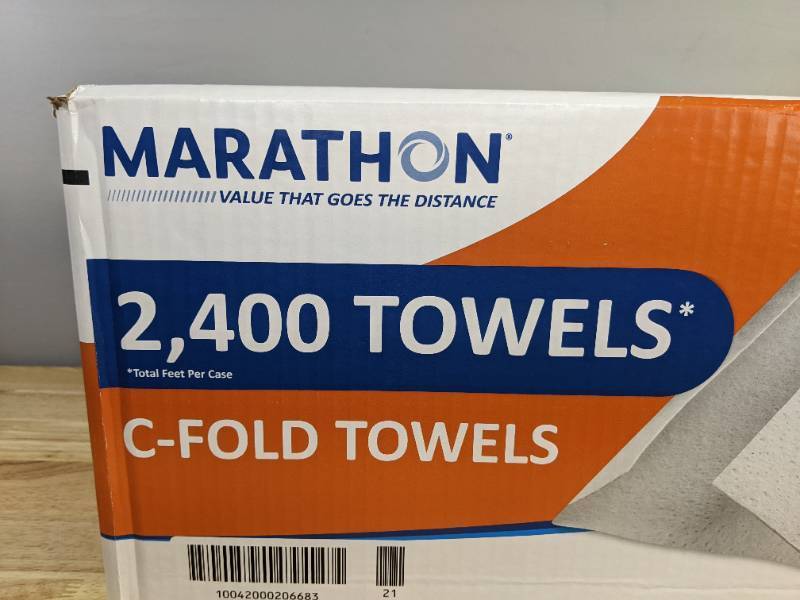 MARATHON®
VALUE THAT GOES THE DISTANCE
2,400 TOWELS*
*Total Feet Per Case
C-FOLD TOWELS
10042000206683 21